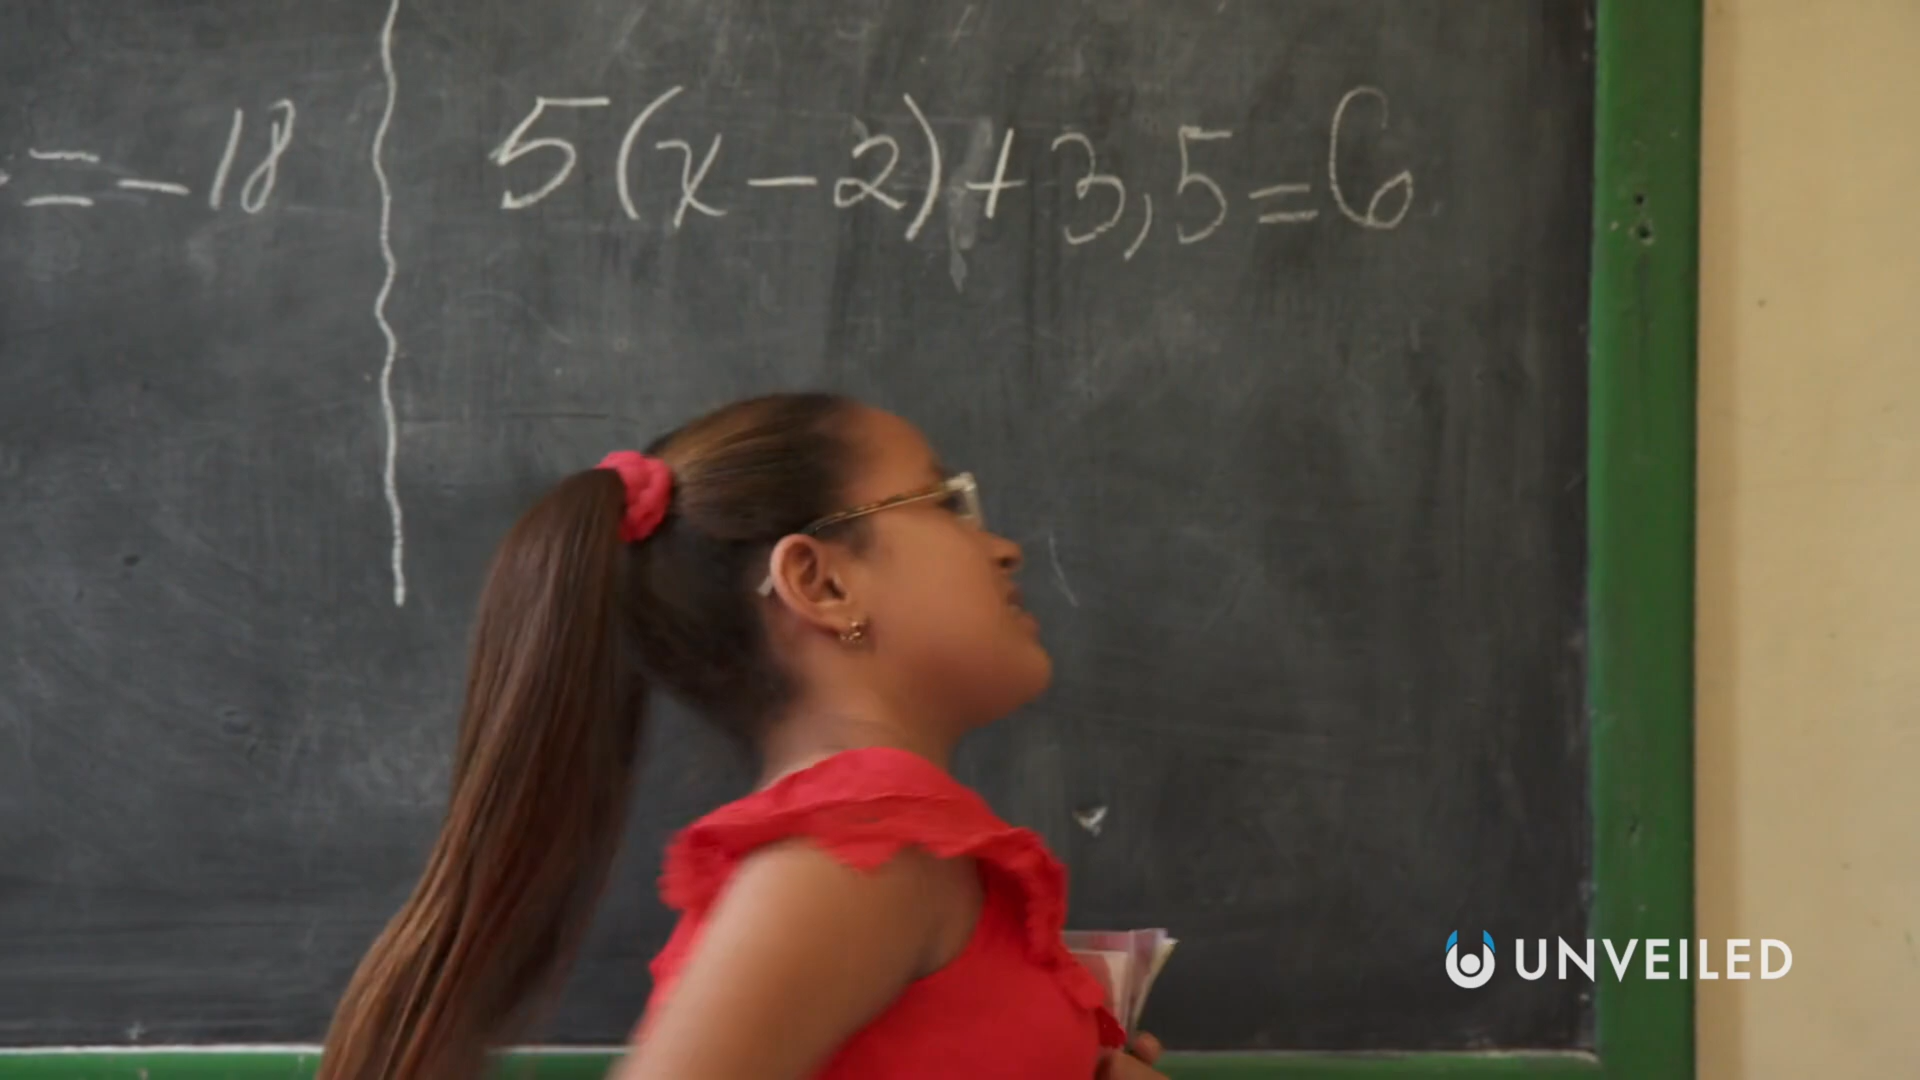 = -18
5(x-2)+3,5=6
UNVEILED